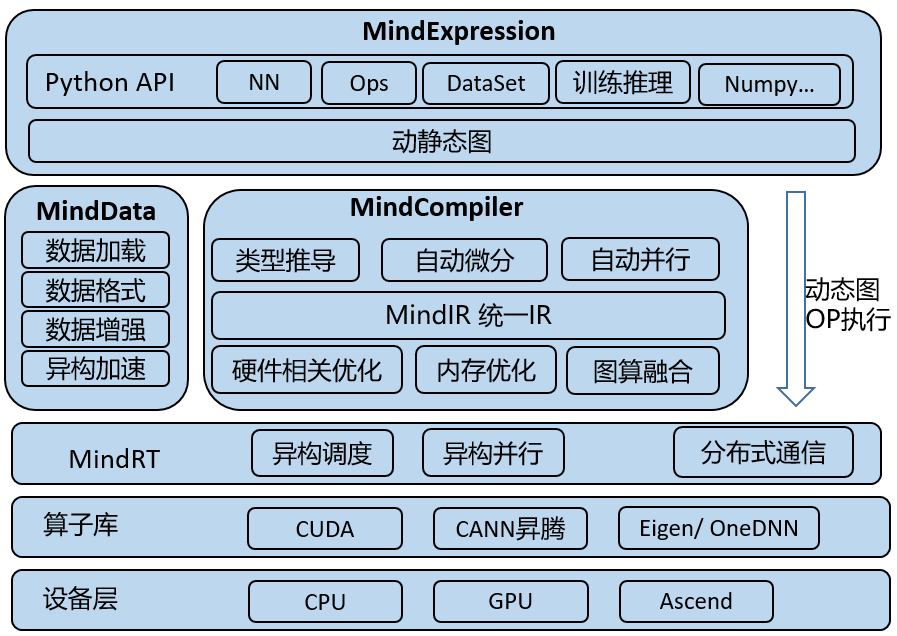 MindExpression
Python API
NN
Ops
DataSet
训练推理
Numpy…
动静态图
MindData
数据加载
数据格式
数据增强
异构加速
MindCompiler
类型推导
自动微分
自动并行
MindIR 统一IR
硬件相关优化
内存优化
图算融合
动态图
OP执行
MindRT
异构调度
异构并行
分布式通信
算子库
CUDA
CANN昇腾
Eigen/ OneDNN
设备层
CPU
GPU
Ascend